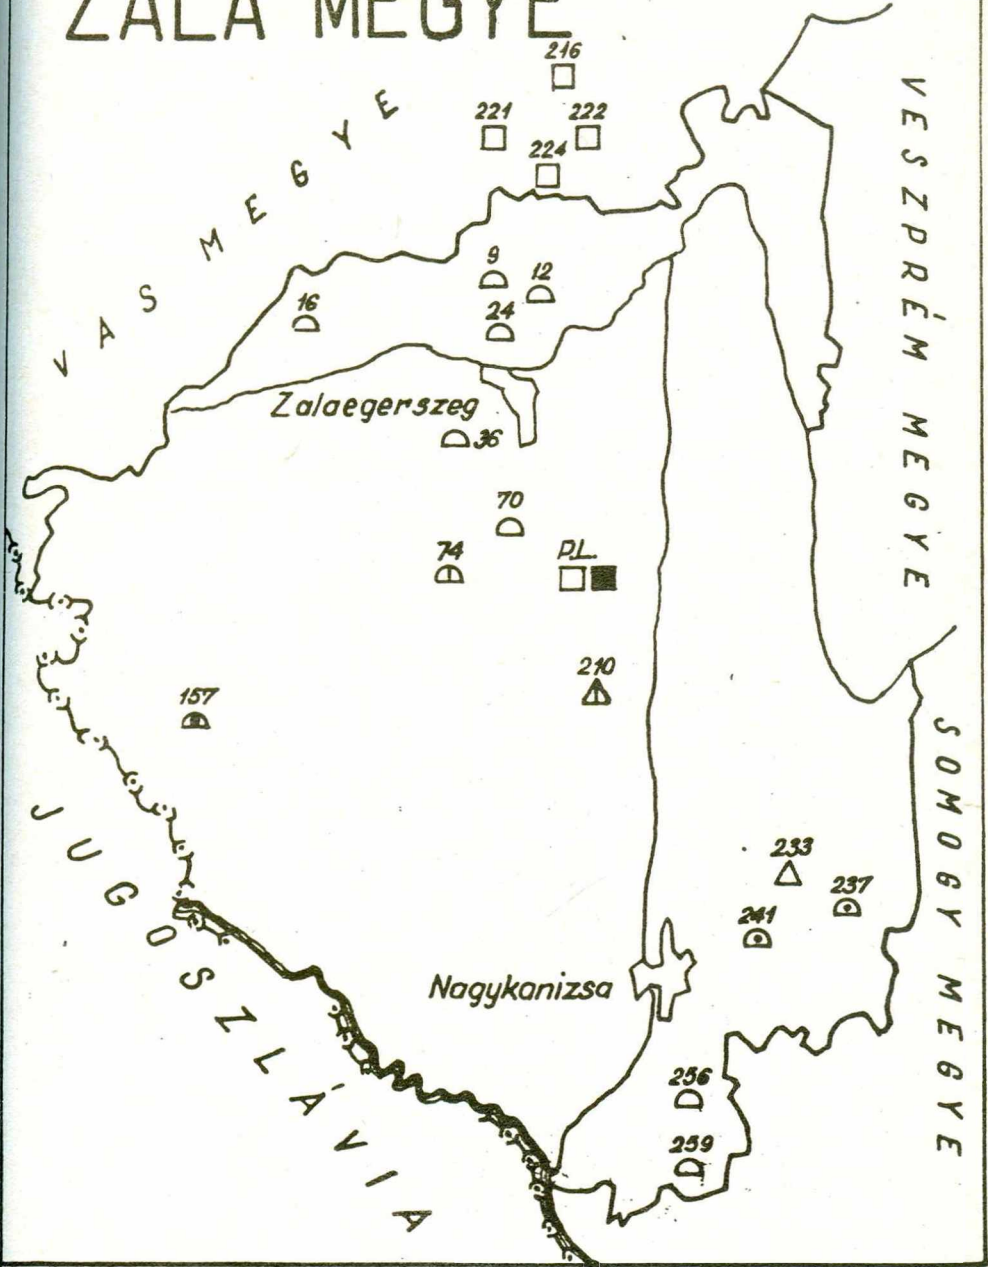 ZALA MEGYE
VAS MEGYE
VESZPRÉM MEGYE
216
221
222
224
9
12
16
24
Zalaegerszeg
36
70
74
P.L.
210
157
JUGOSZLÁVIA
SOMOGY MEGYE
233
237
241
Nagykanizsa
256
259